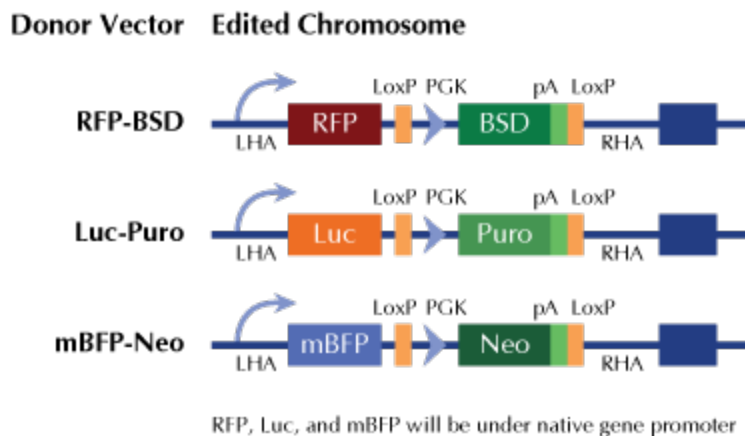 Donor Vector Edited Chromosome
LoxP PGK pA LoxP
RFP-BSD RFP BSD
LHA RHA
LoxP PGK pA LoxP
Luc-Puro Luc Puro
LHA RHA
LoxP PGK pA LoxP
mBFP-Neo mBFP Neo
LHA RHA
RFP, Luc, and mBFP will be under native gene promoter